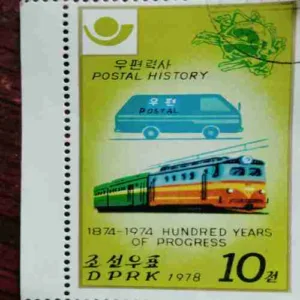 우편력사
POSTAL HISTORY
우편
POSTAL
1874-1974 HUNDRED YEARS
OF PROGRESS
조선우표
DPRK 1978
10전